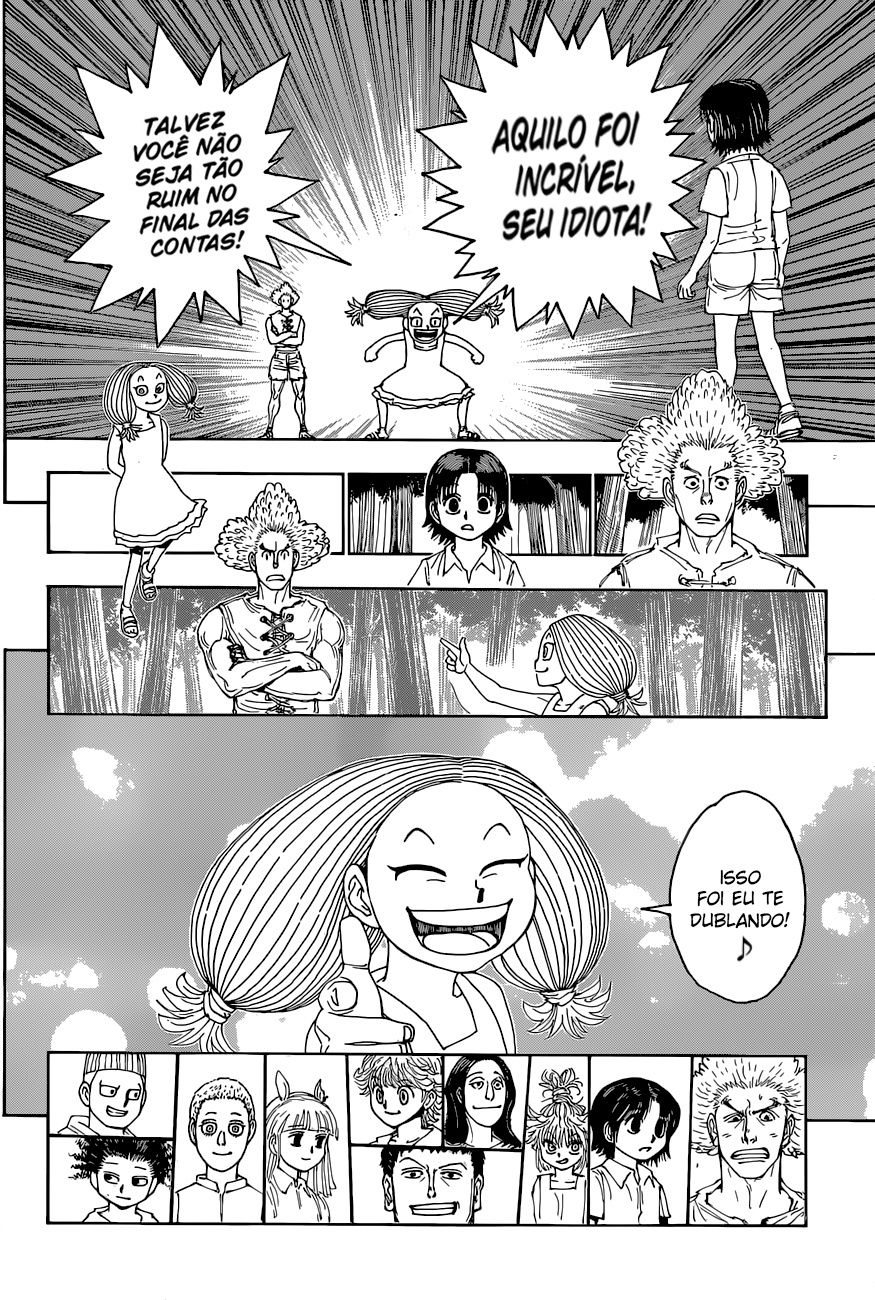 AQUILO FOI
INCRÍVEL,
SEU IDIOTA!
TALVEZ
VOCÊ NÃO
SEJA TÃO
RUIM NO
FINAL DAS
CONTAS!
ISSO
FOI EU TE
DUBLANDO!
♪